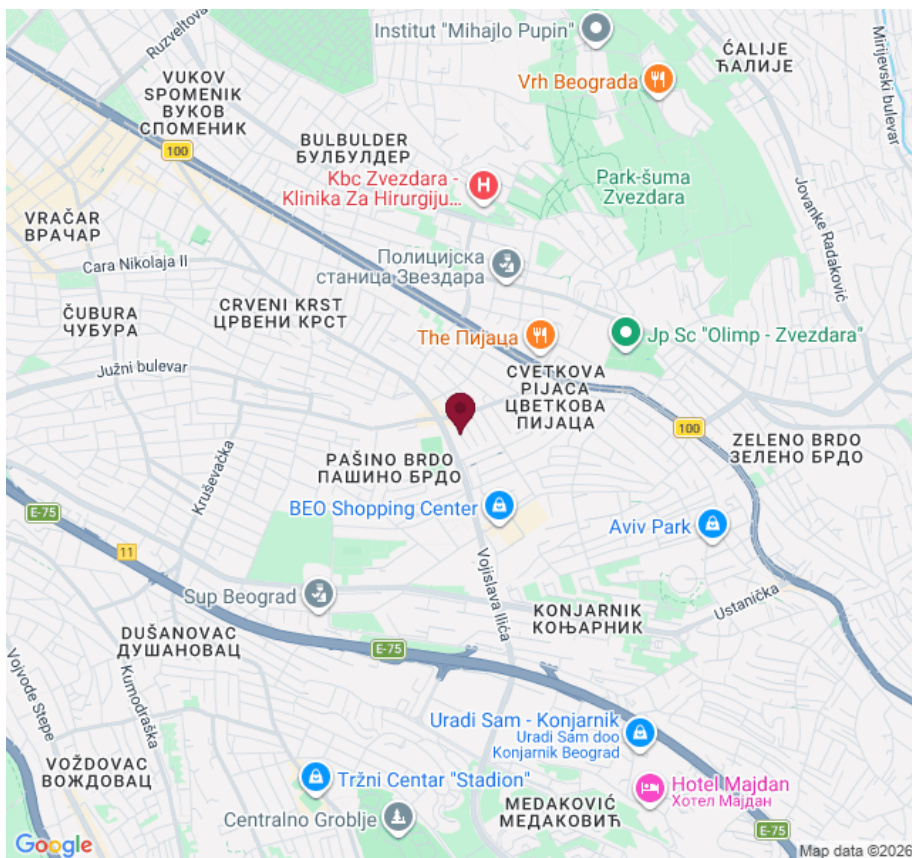 Institut "Mihajlo Pupin"
Ruzveltova
ĆALIJE
ЋАЛИЈЕ
Mirijevski bulevar
Vrh Beograda
VUKOV
SPOMENIK
ВУКОВ
СПОМЕНИК
100
BULBULDER
БУЛБУЛДЕР
Kbc Zvezdara -
Klinika Za Hirurgiju...
H
Park-šuma
Zvezdara
Jovanke Radaković
VRAČAR
ВРАЧАР
Cara Nikolaja II
Полицијска
станица Звездара
CRVENI KRST
ЦРВЕНИ КРСТ
ČUBURA
ЧУБУРА
The Пијаца
Jp Sc "Olimp - Zvezdara"
Južni bulevar
CVETKOVA
PIJACA
ЦВЕТКОВА
ПИЈАЦА
100
ZELENO BRDO
ЗЕЛЕНО БРДО
PAŠINO BRDO
ПАШИНО БРДО
Kruševačka
BEO Shopping Center
E-75
Aviv Park
11
Vojislava Ilića
Sup Beograd
Ustanička
KONJARNIK
КОЊАРНИК
DUŠANOVAC
ДУШАНОВАЦ
E-75
Vojvode Stepe
Kumodraška
Uradi Sam - Konjarnik
Uradi Sam doo
Konjarnik Beograd
VOŽDOVAC
ВОЖДОВАЦ
Tržni Centar "Stadion"
Hotel Majdan
Хотел Мајдан
MEDAKOVIĆ
МЕДАКОВИЋ
Centralno Groblje
E-75
Google
Map data ©2026